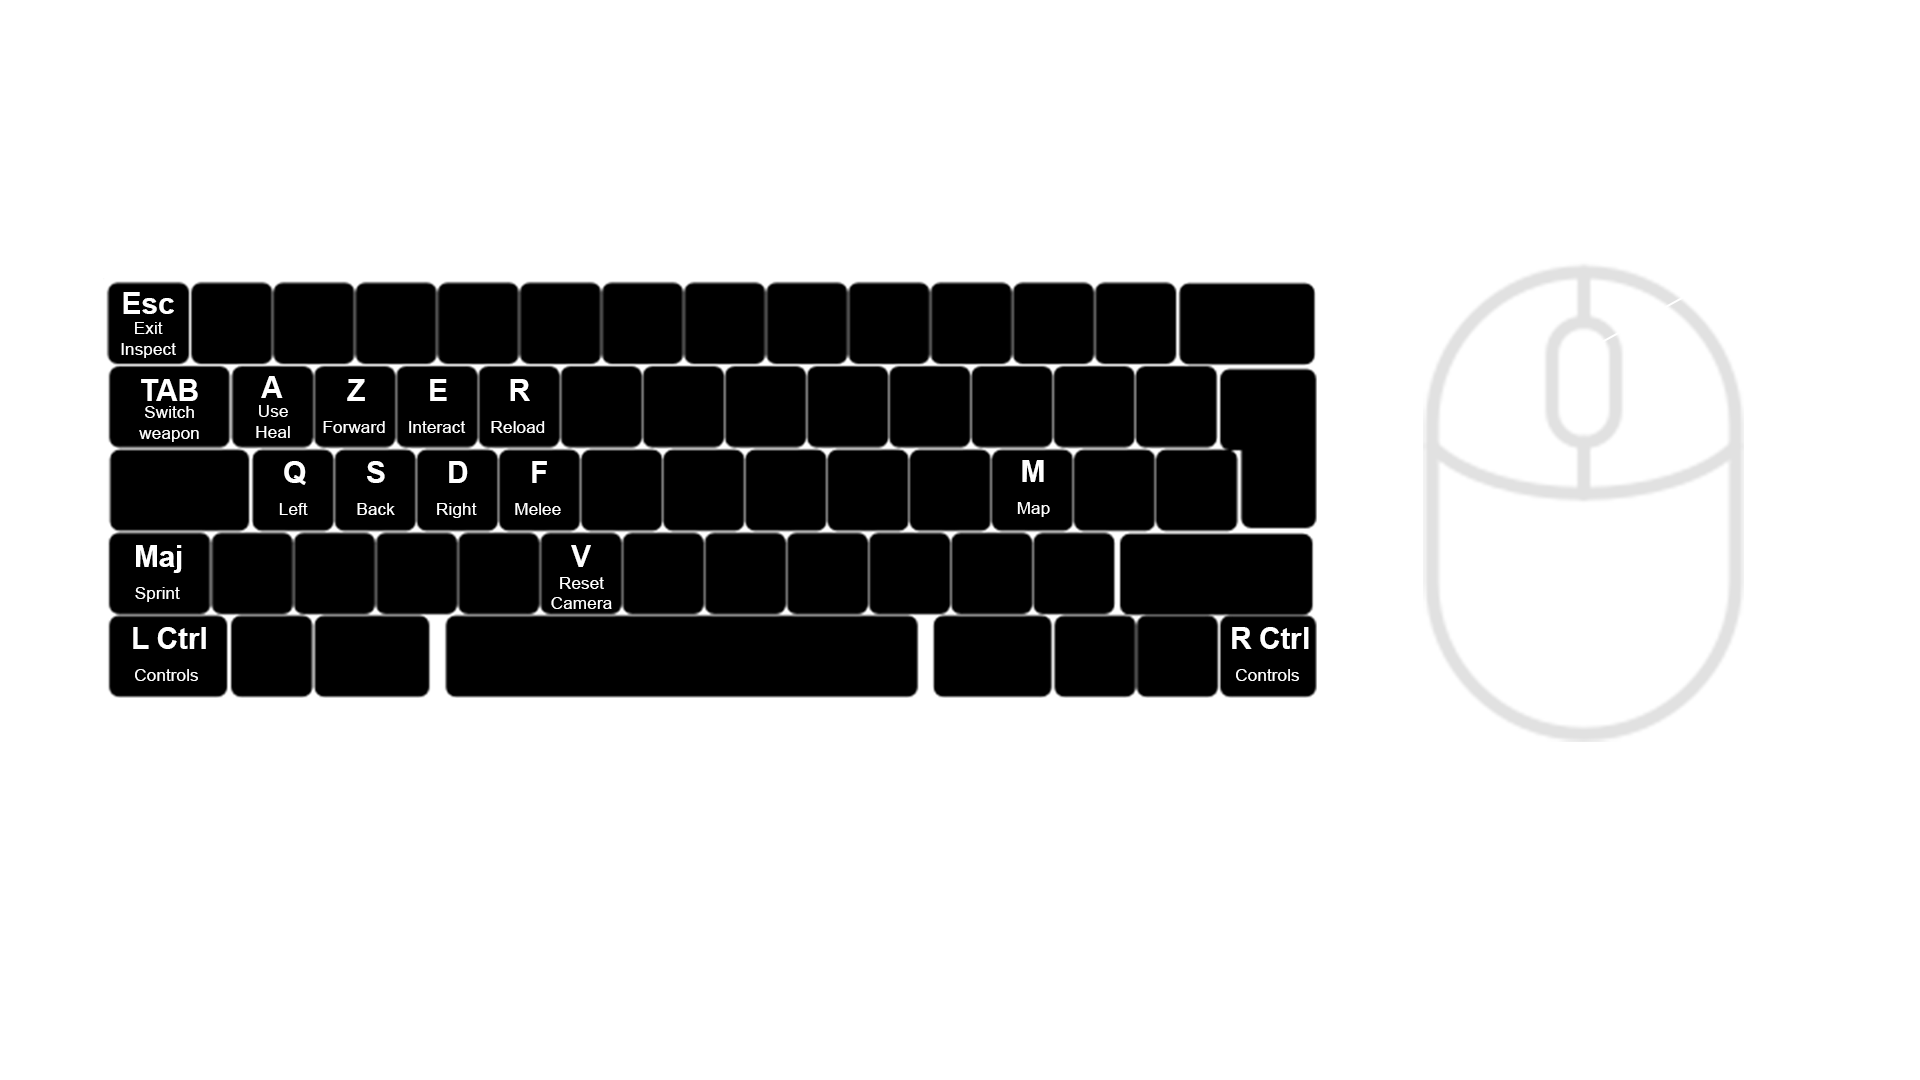 Esc
Exit
Inspect
TAB
Switch
weapon
A
Use
Heal
Z
Forward
E
Interact
R
Reload
Q
Left
S
Back
D
Right
F
Melee
M
Map
Maj
Sprint
V
Reset
Camera
L Ctrl
Controls
R Ctrl
Controls